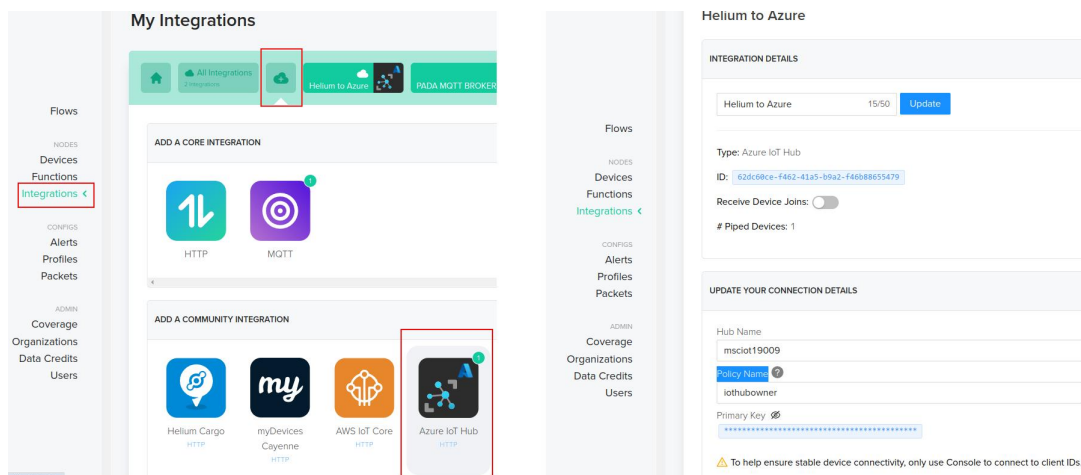 My Integrations
All Integrations
2 Integrations
Helium to Azure
PADA MQTT BROKER
Flows
NODES
Devices
Functions
Integrations <
CONFIGS
Alerts
Profiles
Packets
ADMIN
Coverage
Organizations
Data Credits
Users
ADD A CORE INTEGRATION
1
HTTP
MQTT
ADD A COMMUNITY INTEGRATION
my
1
Helium Cargo
HTTP
myDevices
Cayenne
HTTP
AWS IoT Core
HTTP
Azure IoT Hub
HTTP
Helium to Azure
Flows
NODES
Devices
Functions
Integrations <
CONFIGS
Alerts
Profiles
Packets
ADMIN
Coverage
Organizations
Data Credits
Users
INTEGRATION DETAILS
Helium to Azure 15/50 Update
Type: Azure IoT Hub
ID: 62dc60ce-f462-41a5-b9a2-f46b88655479
Receive Device Joins:
# Piped Devices: 1
UPDATE YOUR CONNECTION DETAILS
Hub Name
msciot19009
Policy Name ?
iothubowner
Primary Key
******************************************
To help ensure stable device connectivity, only use Console to connect to client IDs